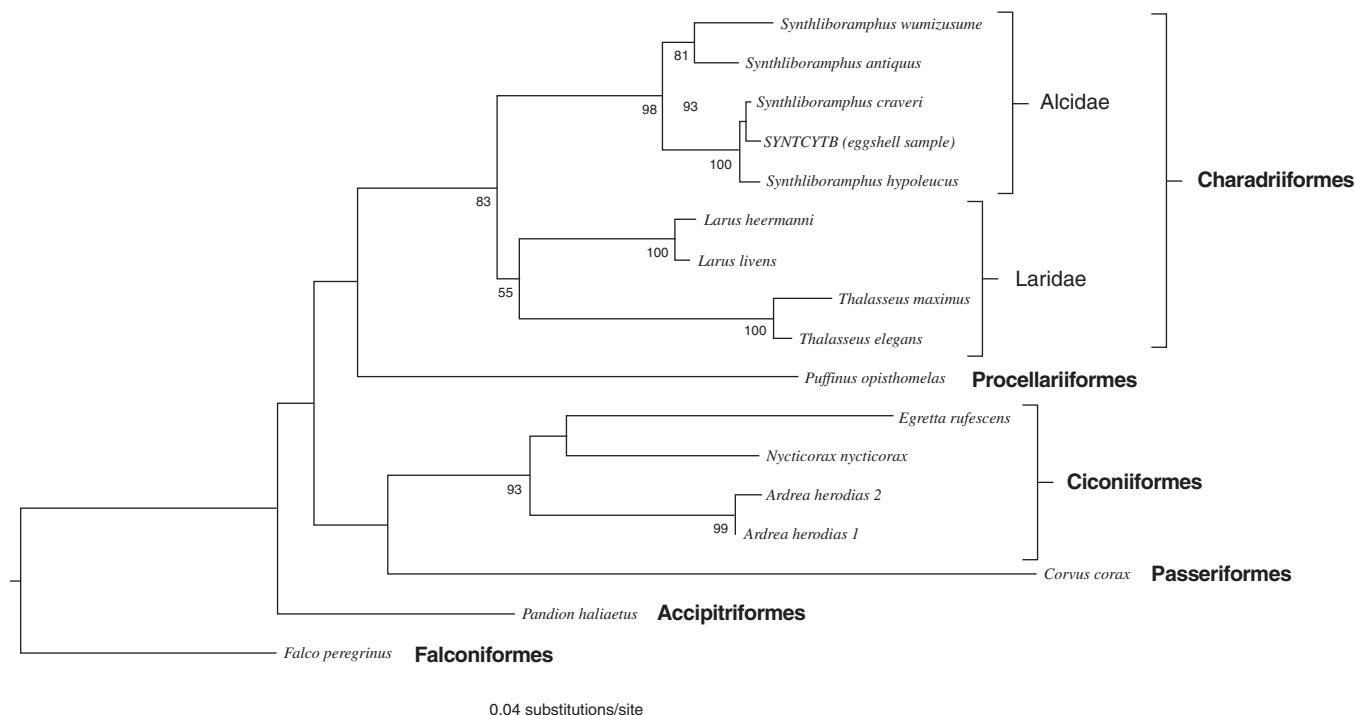 Synthliboramphus wumizusume
81
Synthliboramphus antiquus
Synthliboramphus craveri
98
93
Alcidae
SYNTCYTB (eggshell sample)
100
Synthliboramphus hypoleucus
Charadriiformes
83
Larus heermanni
100
Larus livens
Laridae
55
Thalasseus maximus
100
Thalasseus elegans
Puffinus opisthomelas
Procellariiformes
Egretta rufescens
Nycticorax nycticorax
Ciconiiformes
93
Ardrea herodias 2
99
Ardrea herodias 1
Corvus corax
Passeriformes
Pandion haliaetus
Accipitriformes
Falco peregrinus
Falconiformes
0.04 substitutions/site